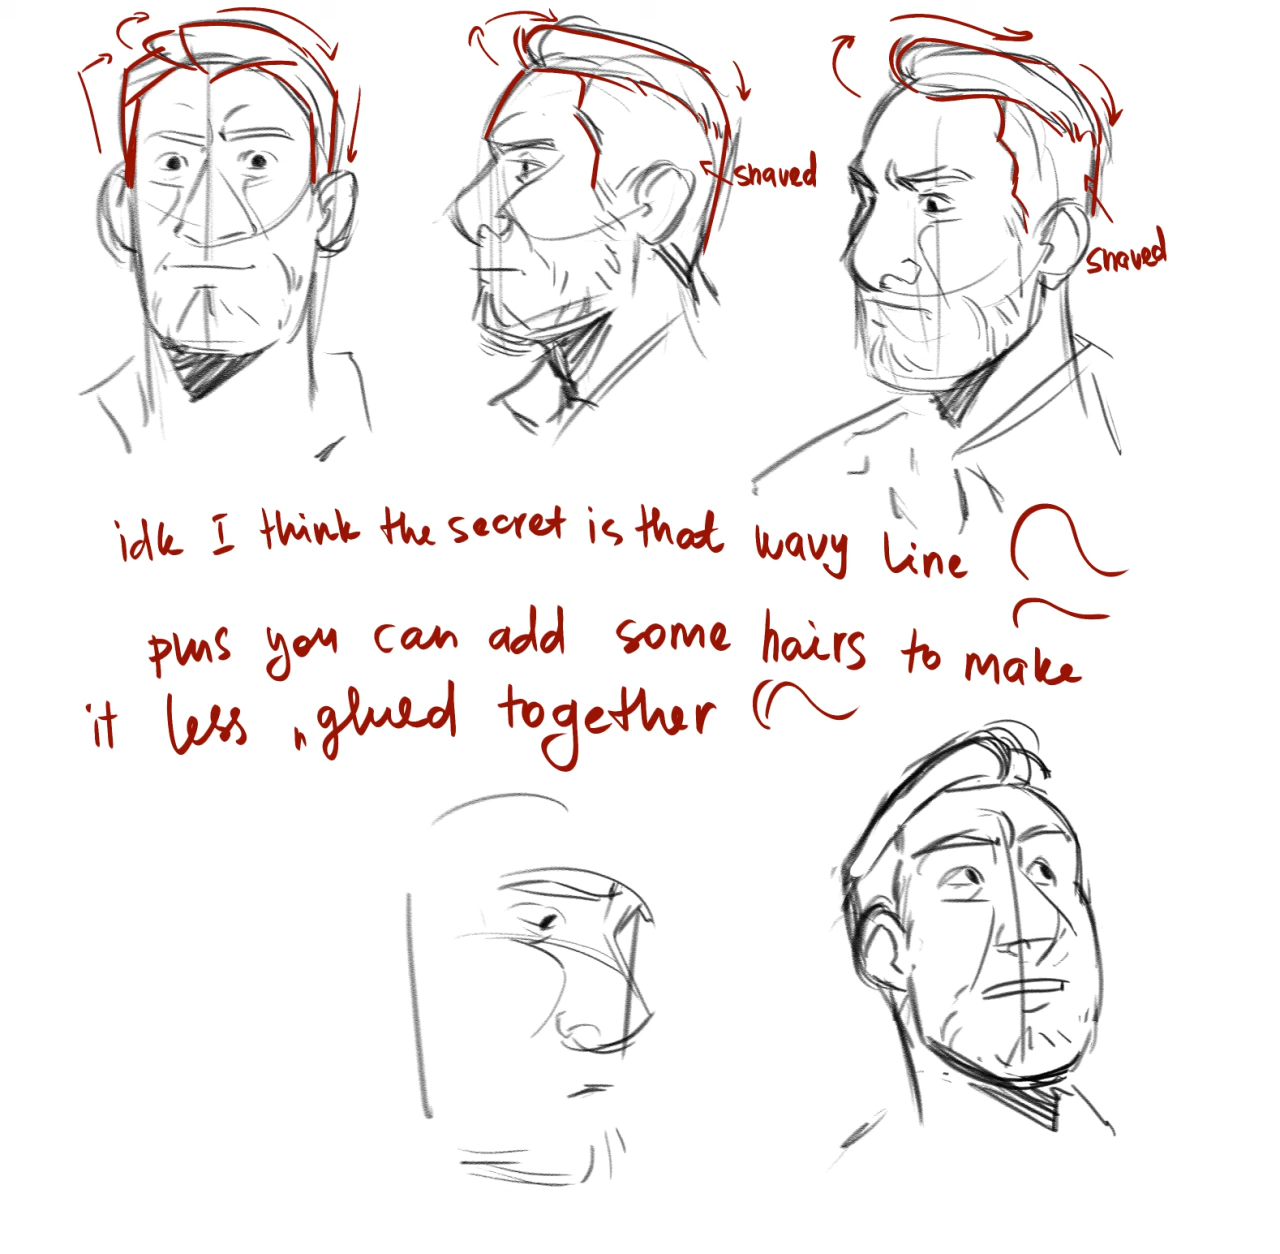 shaved
shaved
idk I think the secret is that wavy line
plus you can add some hairs to make
it less „glued together